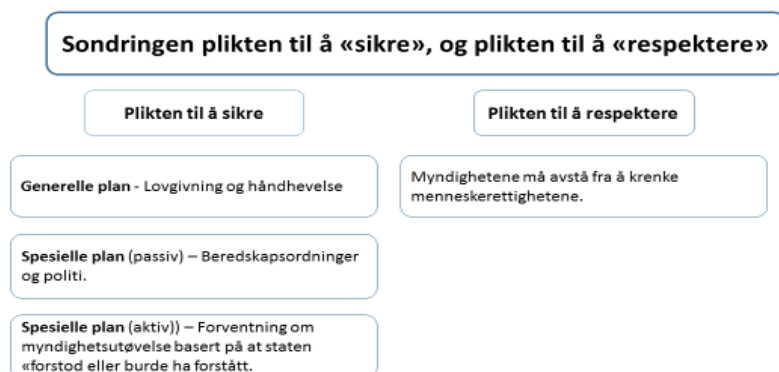 Sondringen plikten til å «sikre», og plikten til å «respektere»
Plikten til å sikre
Plikten til å respektere
Generelle plan - Lovgivning og håndhevelse
Myndighetene må avstå fra å krenke
menneskerettighetene.
Spesielle plan (passiv) – Beredskapsordninger
og politi.
Spesielle plan (aktiv)) – Forventning om
myndighetsutøvelse basert på at staten
«forstod eller burde ha forstått.